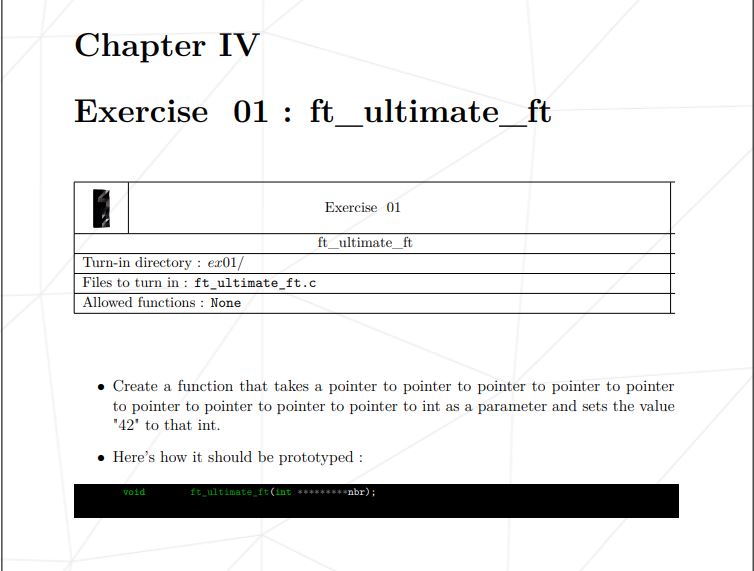 Chapter IV
Exercise 01 : ft_ultimate_ft
Exercise 01
ft_ultimate_ft
Turn-in directory : ex01/
Files to turn in : ft_ultimate_ft.c
Allowed functions : None
• Create a function that takes a pointer to pointer to pointer to pointer to pointer
to pointer to pointer to pointer to pointer to int as a parameter and sets the value
"42" to that int.
• Here's how it should be prototyped :
void ft_ultimate_ft(int *********nbr);